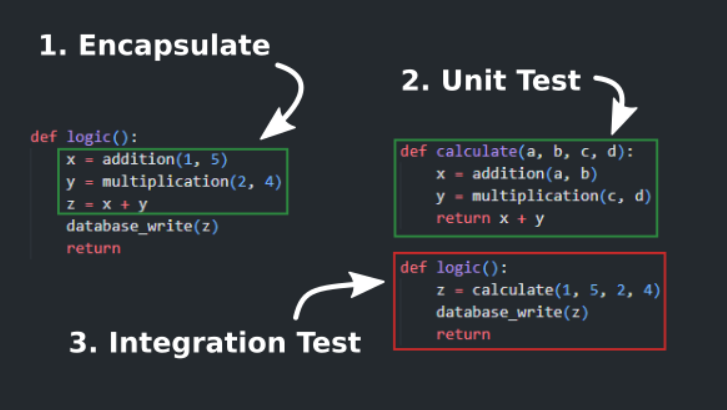 1. Encapsulate
def logic():
    x = addition(1, 5)
    y = multiplication(2, 4)
    z = x + y
    database_write(z)
    return
2. Unit Test
def calculate(a, b, c, d):
    x = addition(a, b)
    y = multiplication(c, d)
    return x + y
def logic():
    z = calculate(1, 5, 2, 4)
    database_write(z)
    return
3. Integration Test